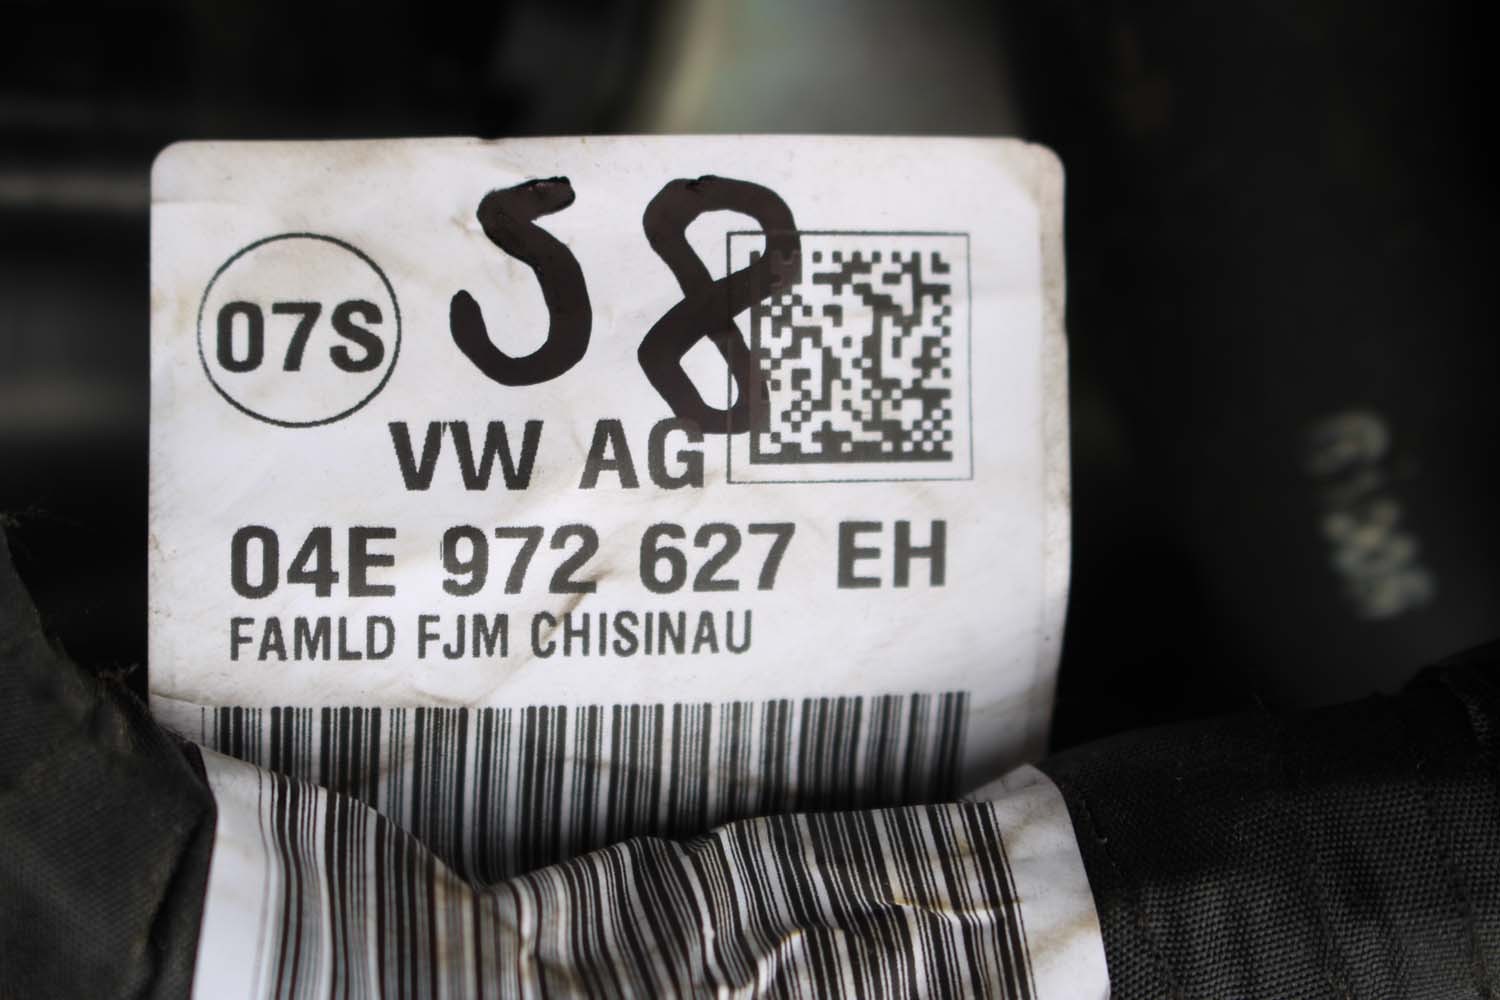 58
07S
VW AG
04E 972 627 EH
FAMLD FJM CHISINAU